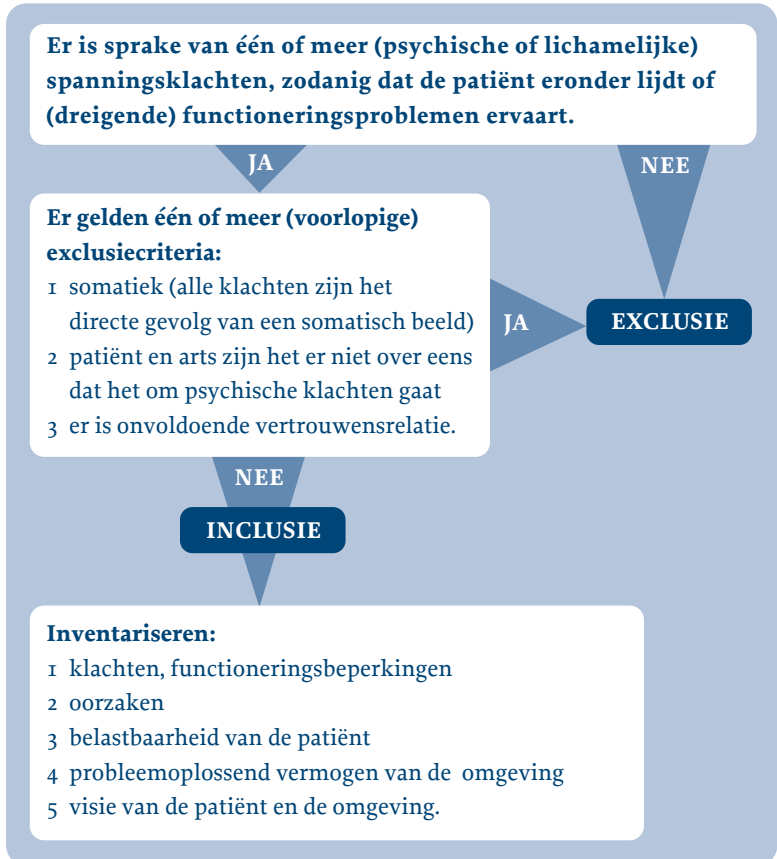 Er is sprake van één of meer (psychische of lichamelijke)
spanningsklachten, zodanig dat de patiënt eronder lijdt of
(dreigende) functioneringsproblemen ervaart.
JA
NEE
Er gelden één of meer (voorlopige)
exclusiecriteria:
1 somatiek (alle klachten zijn het
directe gevolg van een somatisch beeld)
2 patiënt en arts zijn het er niet over eens
dat het om psychische klachten gaat
3 er is onvoldoende vertrouwensrelatie.
JA
EXCLUSIE
NEE
INCLUSIE
Inventariseren:
1 klachten, functioneringsbeperkingen
2 oorzaken
3 belastbaarheid van de patiënt
4 probleemoplossend vermogen van de omgeving
5 visie van de patiënt en de omgeving.